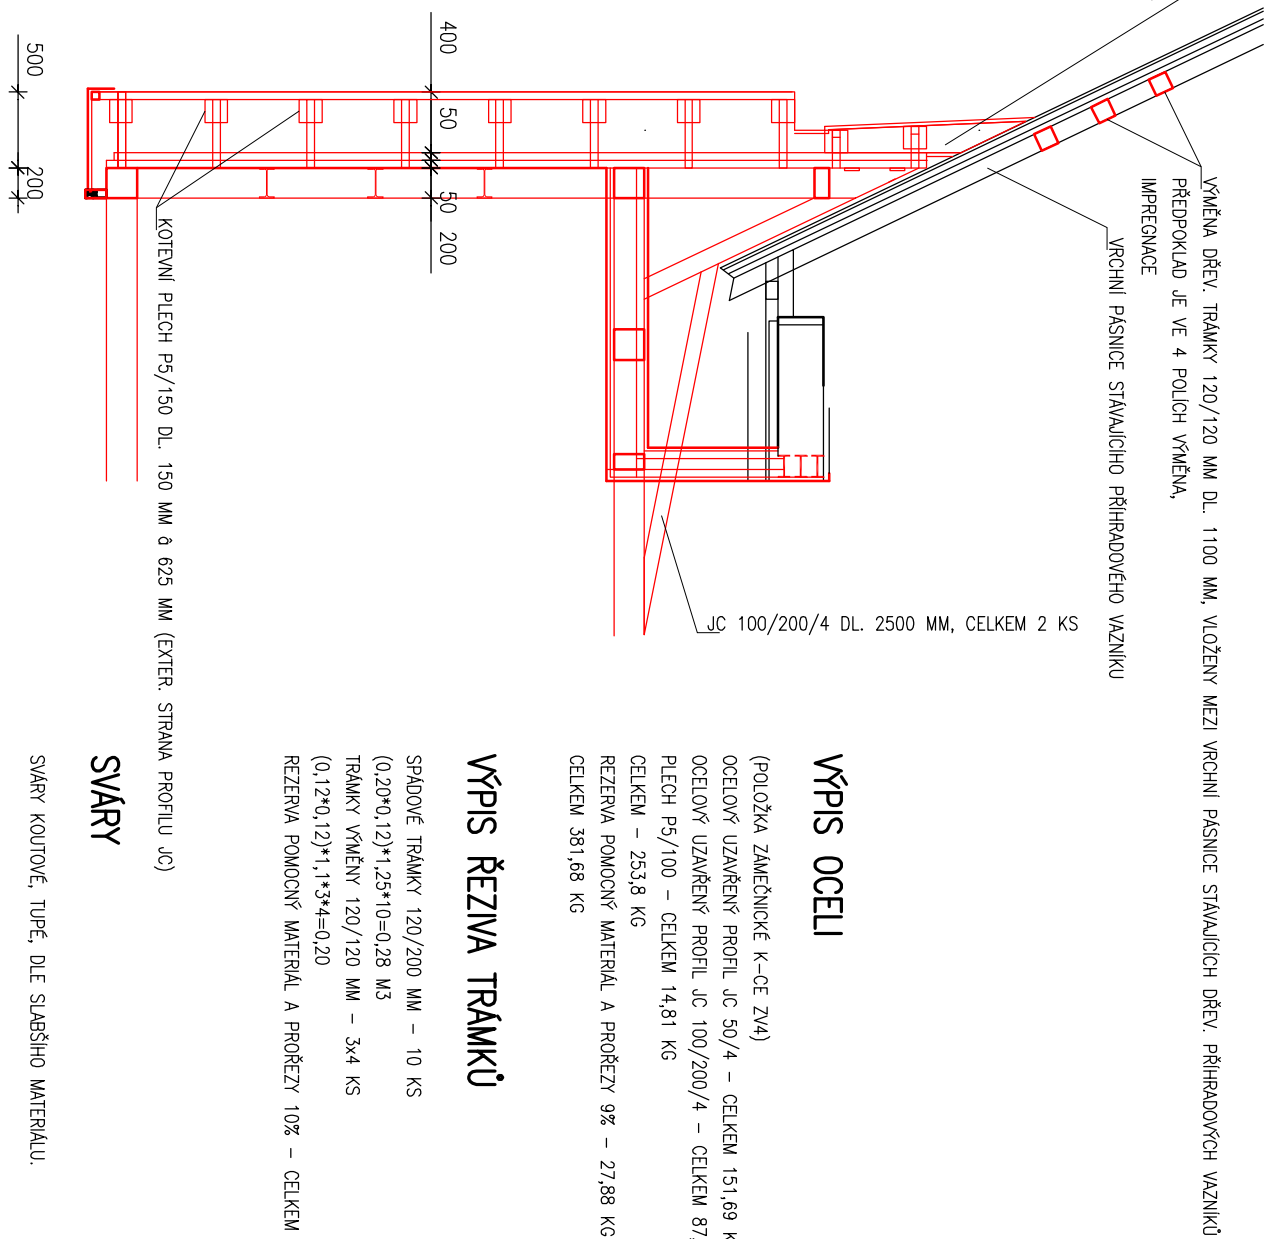 VÝMĚNA DŘEV. TRÁMKY 120/120 MM DL. 1100 MM, VLOŽENY MEZI VRCHNÍ PÁSNICE STÁVAJÍCÍCH DŘEV. PŘÍHRADOVÝCH VAZNÍKŮ
PŘEDPOKLAD JE VE 4 POLÍCH VÝMĚNA,
IMPREGNACE
VRCHNÍ PÁSNICE STÁVAJÍCÍHO PŘÍHRADOVÉHO VAZNÍKU
JC 100/200/4 DL. 2500 MM, CELKEM 2 KS
400
50
50
200
500
200
KOTEVNÍ PLECH P5/150 DL. 150 MM à 625 MM (EXTER. STRANA PROFILU JC)
VÝPIS OCELI
(POLOŽKA ZÁMEČNICKÉ K-CE ZV4)
OCELOVÝ UZAVŘENÝ PROFIL JC 50/4 - CELKEM 151,69 K
OCELOVÝ UZAVŘENÝ PROFIL JC 100/200/4 - CELKEM 87,
PLECH P5/100 - CELKEM 14,81 KG
CELKEM - 253,8 KG
REZERVA POMOCNÝ MATERIÁL A PROŘEZY 9% - 27,88 KG
CELKEM 381,68 KG
VÝPIS ŘEZIVA TRÁMKŮ
SPÁDOVÉ TRÁMKY 120/200 MM - 10 KS
(0,20*0,12)*1,25*10=0,28 M3
TRÁMKY VÝMĚNY 120/120 MM - 3x4 KS
(0,12*0,12)*1,1*3*4=0,20
REZERVA POMOCNÝ MATERIÁL A PROŘEZY 10% - CELKEM
SVÁRY
SVÁRY KOUTOVÉ, TUPÉ, DLE SLABŠÍHO MATERIÁLU.